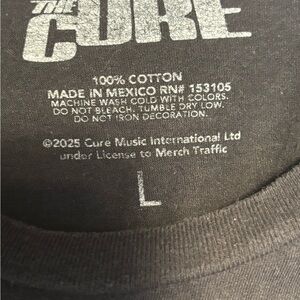 THE
CURE
100% COTTON
MADE IN MEXICO RN# 153105
MACHINE WASH COLD WITH COLORS.
DO NOT BLEACH. TUMBLE DRY LOW.
DO NOT IRON DECORATION.
©2025 Cure Music International Ltd
under License to Merch Traffic
L